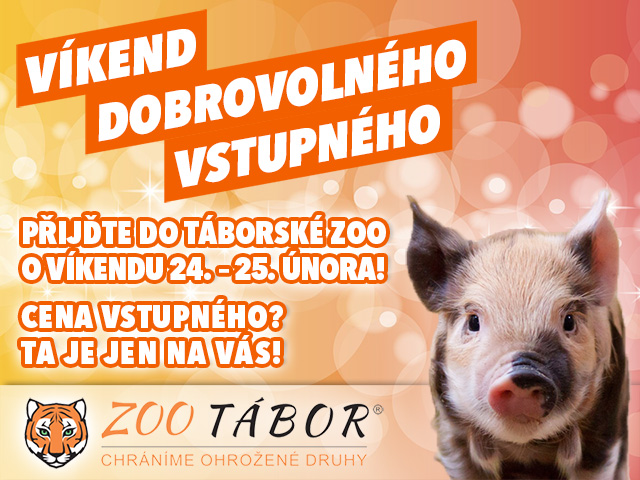 VÍKEND
DOBROVOLNÉHO
VSTUPNÉHO
PŘIJĎTE DO TÁBORSKÉ ZOO
O VÍKENDU 24. - 25. ÚNORA!
CENA VSTUPNÉHO?
TA JE JEN NA VÁS!
ZOO TÁBOR®
CHRÁNÍME OHROŽENÉ DRUHY